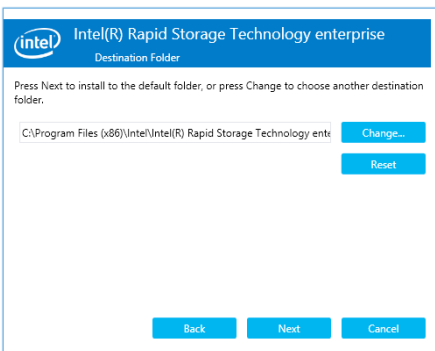 intel
Intel(R) Rapid Storage Technology enterprise
Destination Folder
Press Next to install to the default folder, or press Change to choose another destination
folder.
C:\Program Files (x86)\Intel\Intel(R) Rapid Storage Technology ente
Change...
Reset
Back Next Cancel